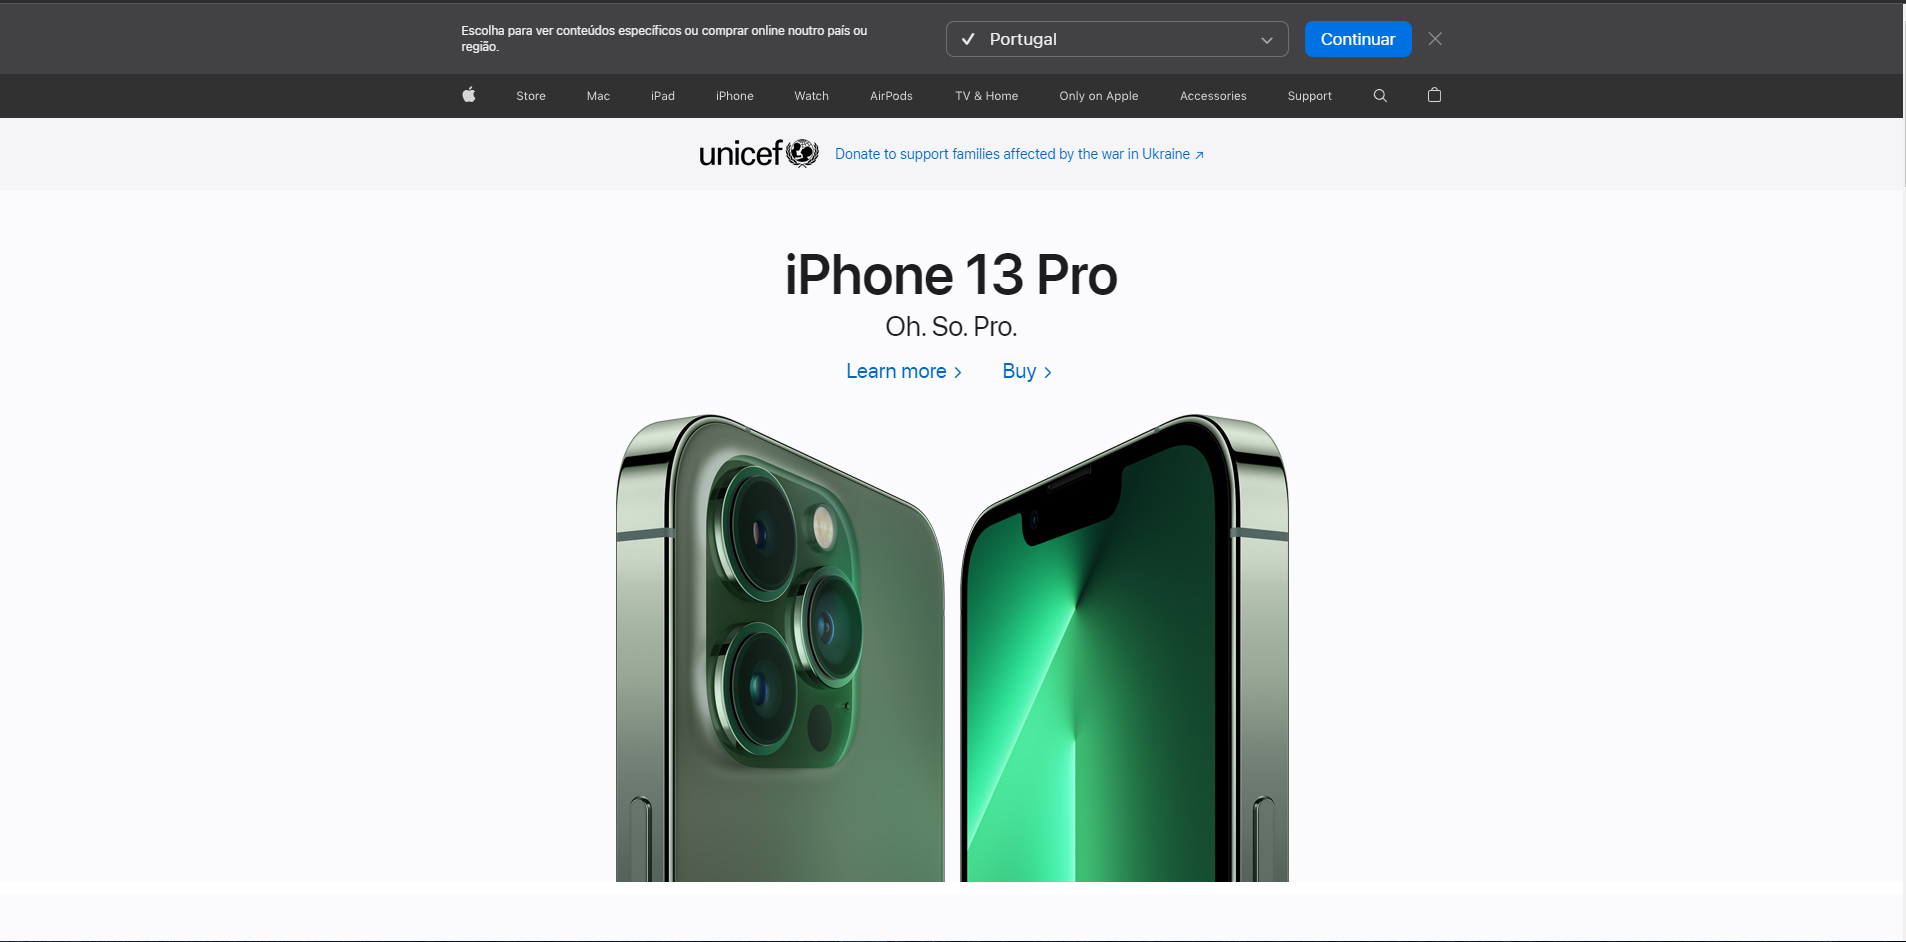 Escolha para ver conteúdos específicos ou comprar online noutro país ou
região.
Portugal
Continuar
Store Mac iPad iPhone Watch AirPods TV & Home Only on Apple Accessories Support
unicef Donate to support families affected by the war in Ukraine
iPhone 13 Pro
Oh. So. Pro.
Learn more Buy